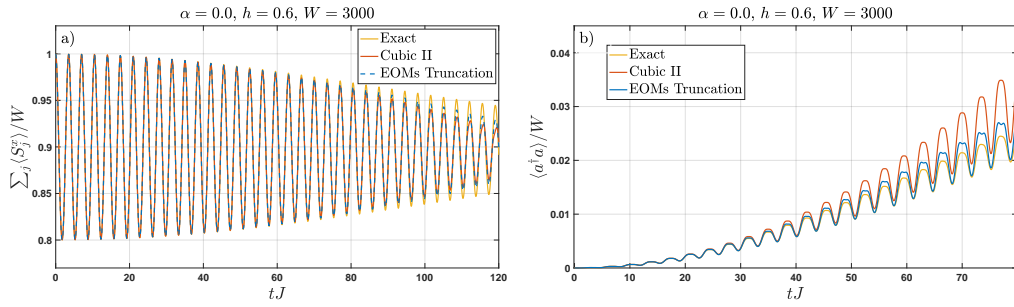 α = 0.0, h = 0.6, W = 3000
a)
Exact
Cubic II
EOMs Truncation
1
0.95
0.9
0.85
0.8
∑_j⟨S_j^x⟩/W
0 20 40 60 80 100 120
tJ
α = 0.0, h = 0.6, W = 3000
b)
Exact
Cubic II
EOMs Truncation
0.04
0.03
0.02
0.01
0
⟨a†a⟩/W
0 10 20 30 40 50 60 70
tJ